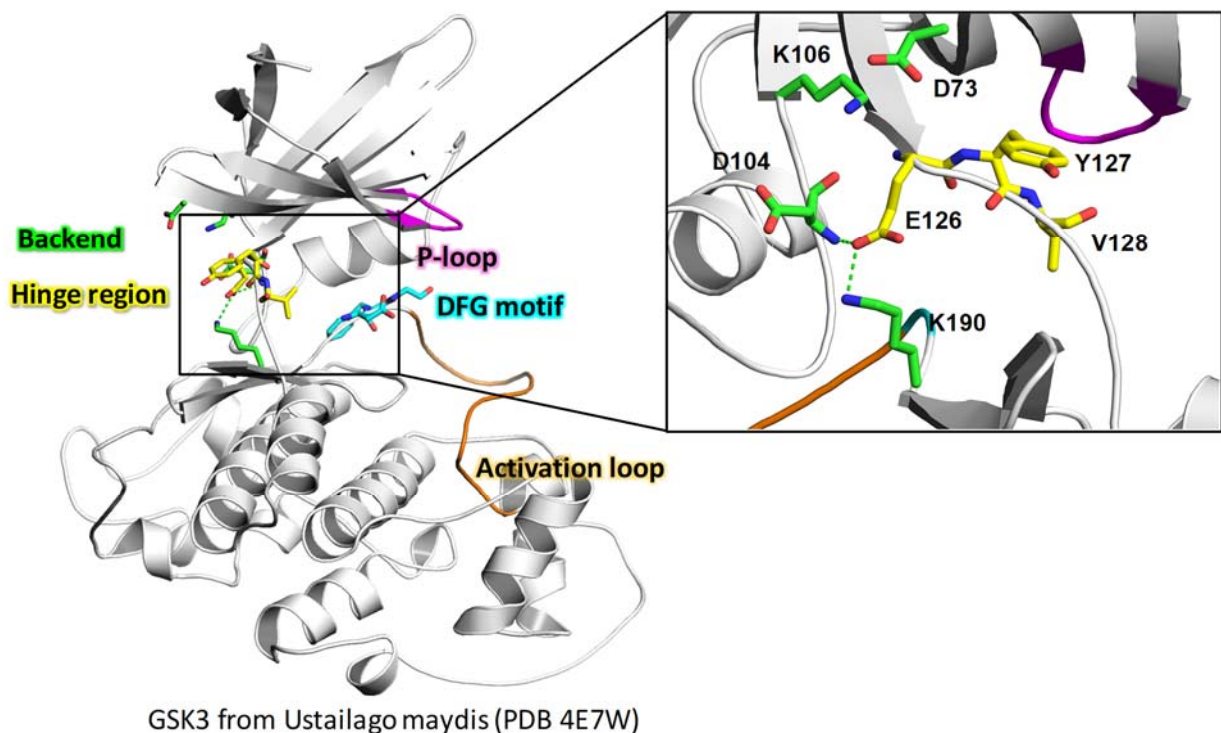 Backend
Hinge region
P-loop
DFG motif
Activation loop
K106
D73
D104
Y127
E126
V128
K190
GSK3 from Ustailago maydis (PDB 4E7W)